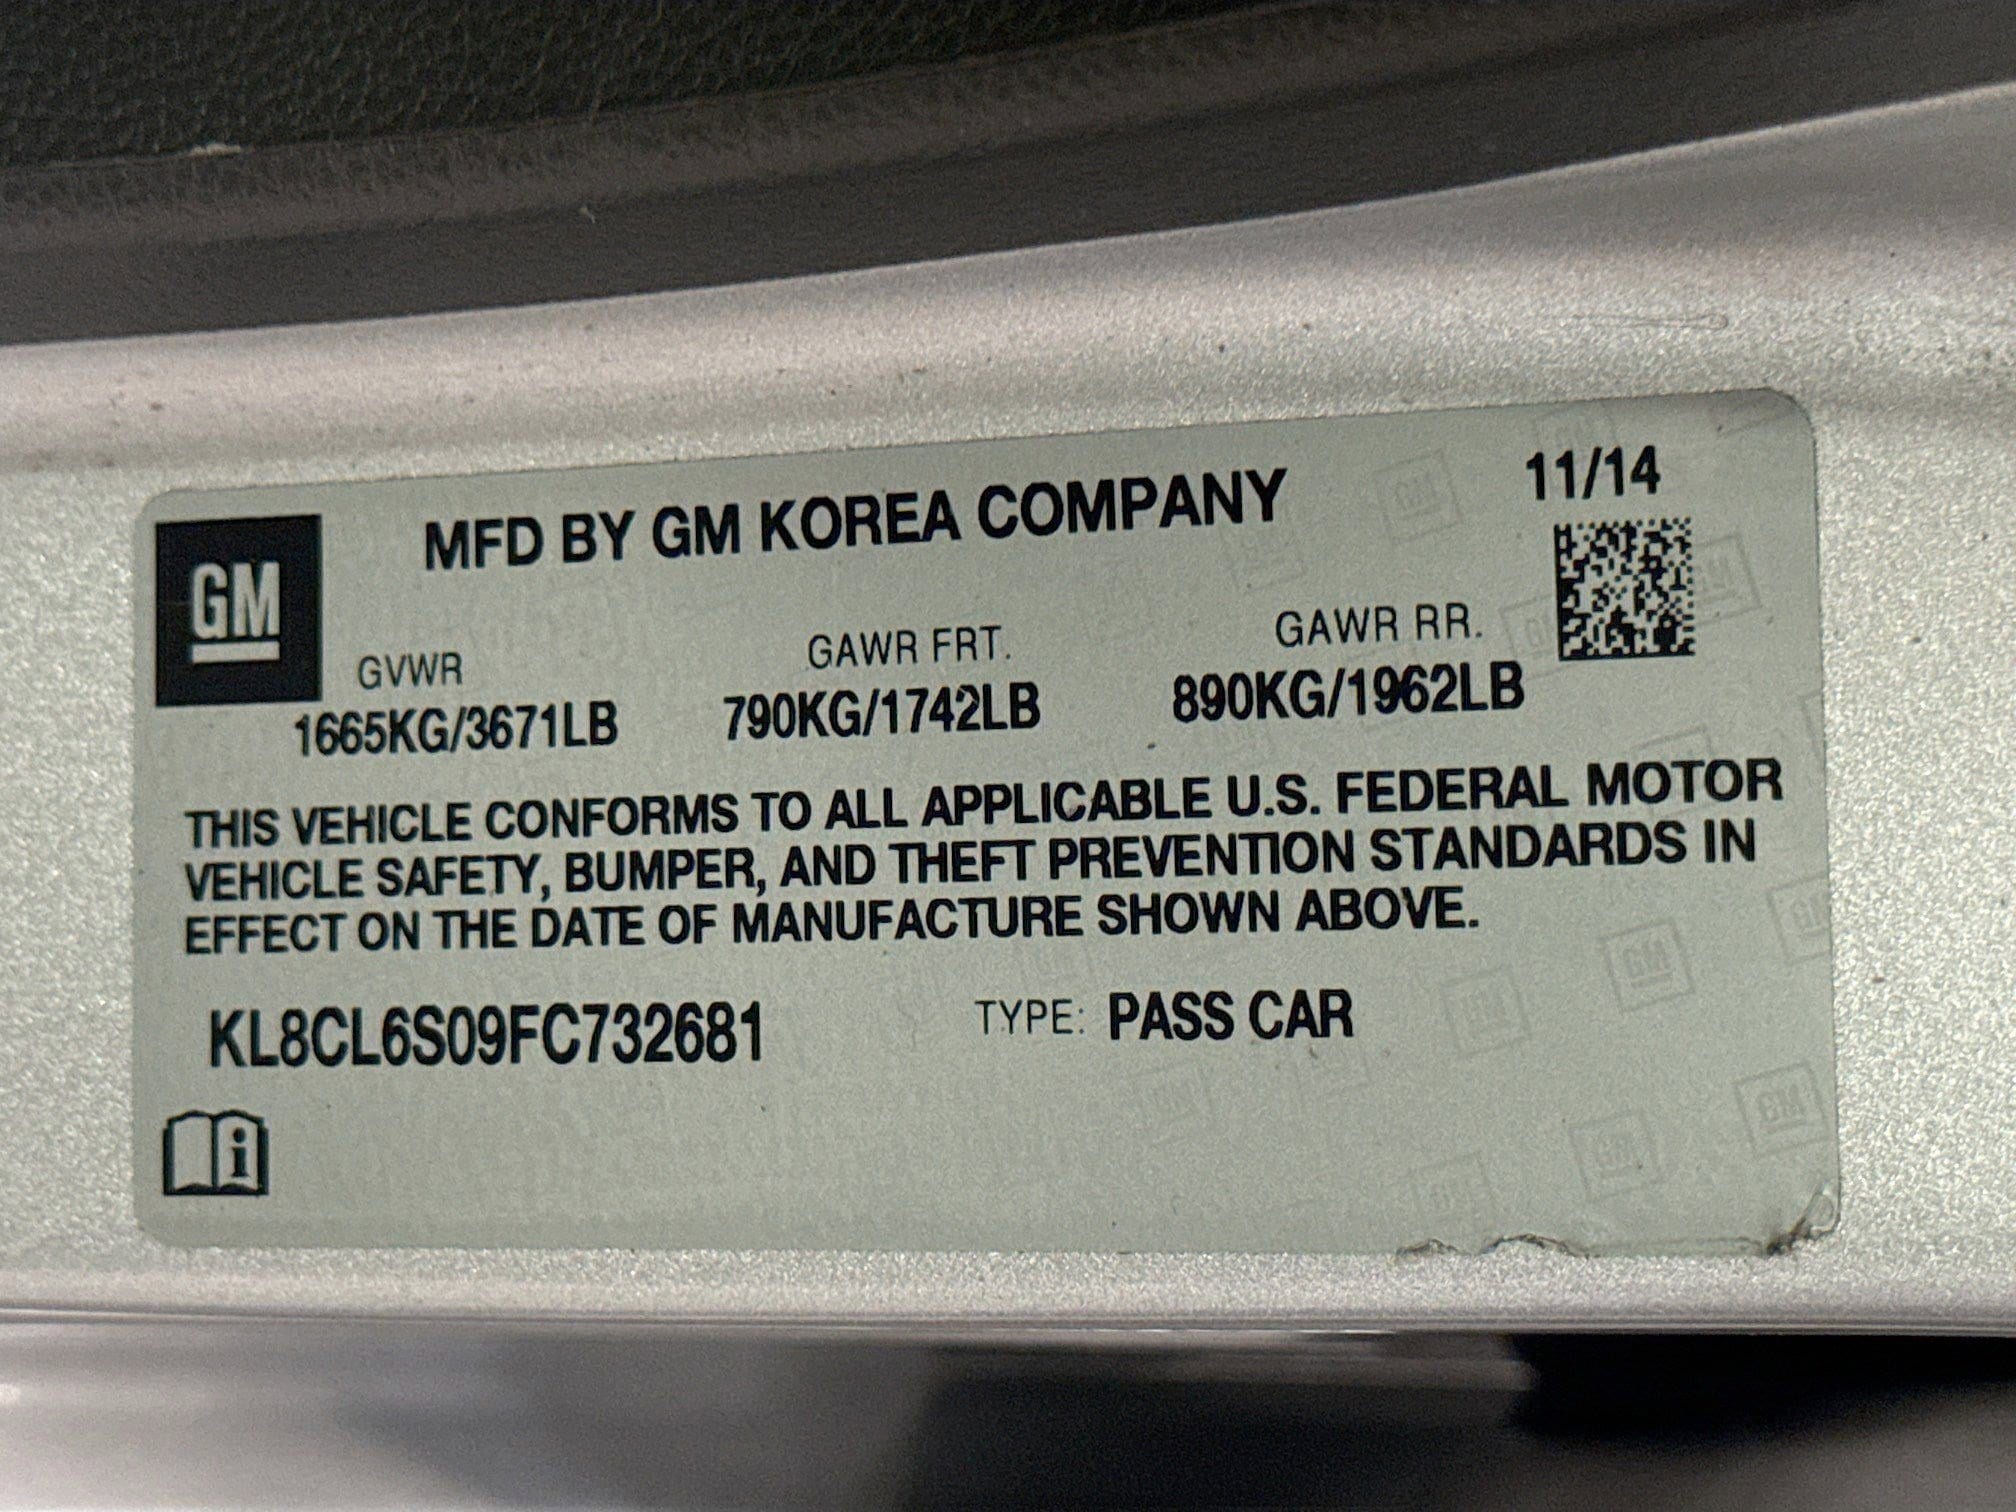 MFD BY GM KOREA COMPANY 11/14
GM
GVWR GAWR FRT. GAWR RR.
1665KG/3671LB 790KG/1742LB 890KG/1962LB
THIS VEHICLE CONFORMS TO ALL APPLICABLE U.S. FEDERAL MOTOR
VEHICLE SAFETY, BUMPER, AND THEFT PREVENTION STANDARDS IN
EFFECT ON THE DATE OF MANUFACTURE SHOWN ABOVE.
KL8CL6S09FC732681 TYPE: PASS CAR
i